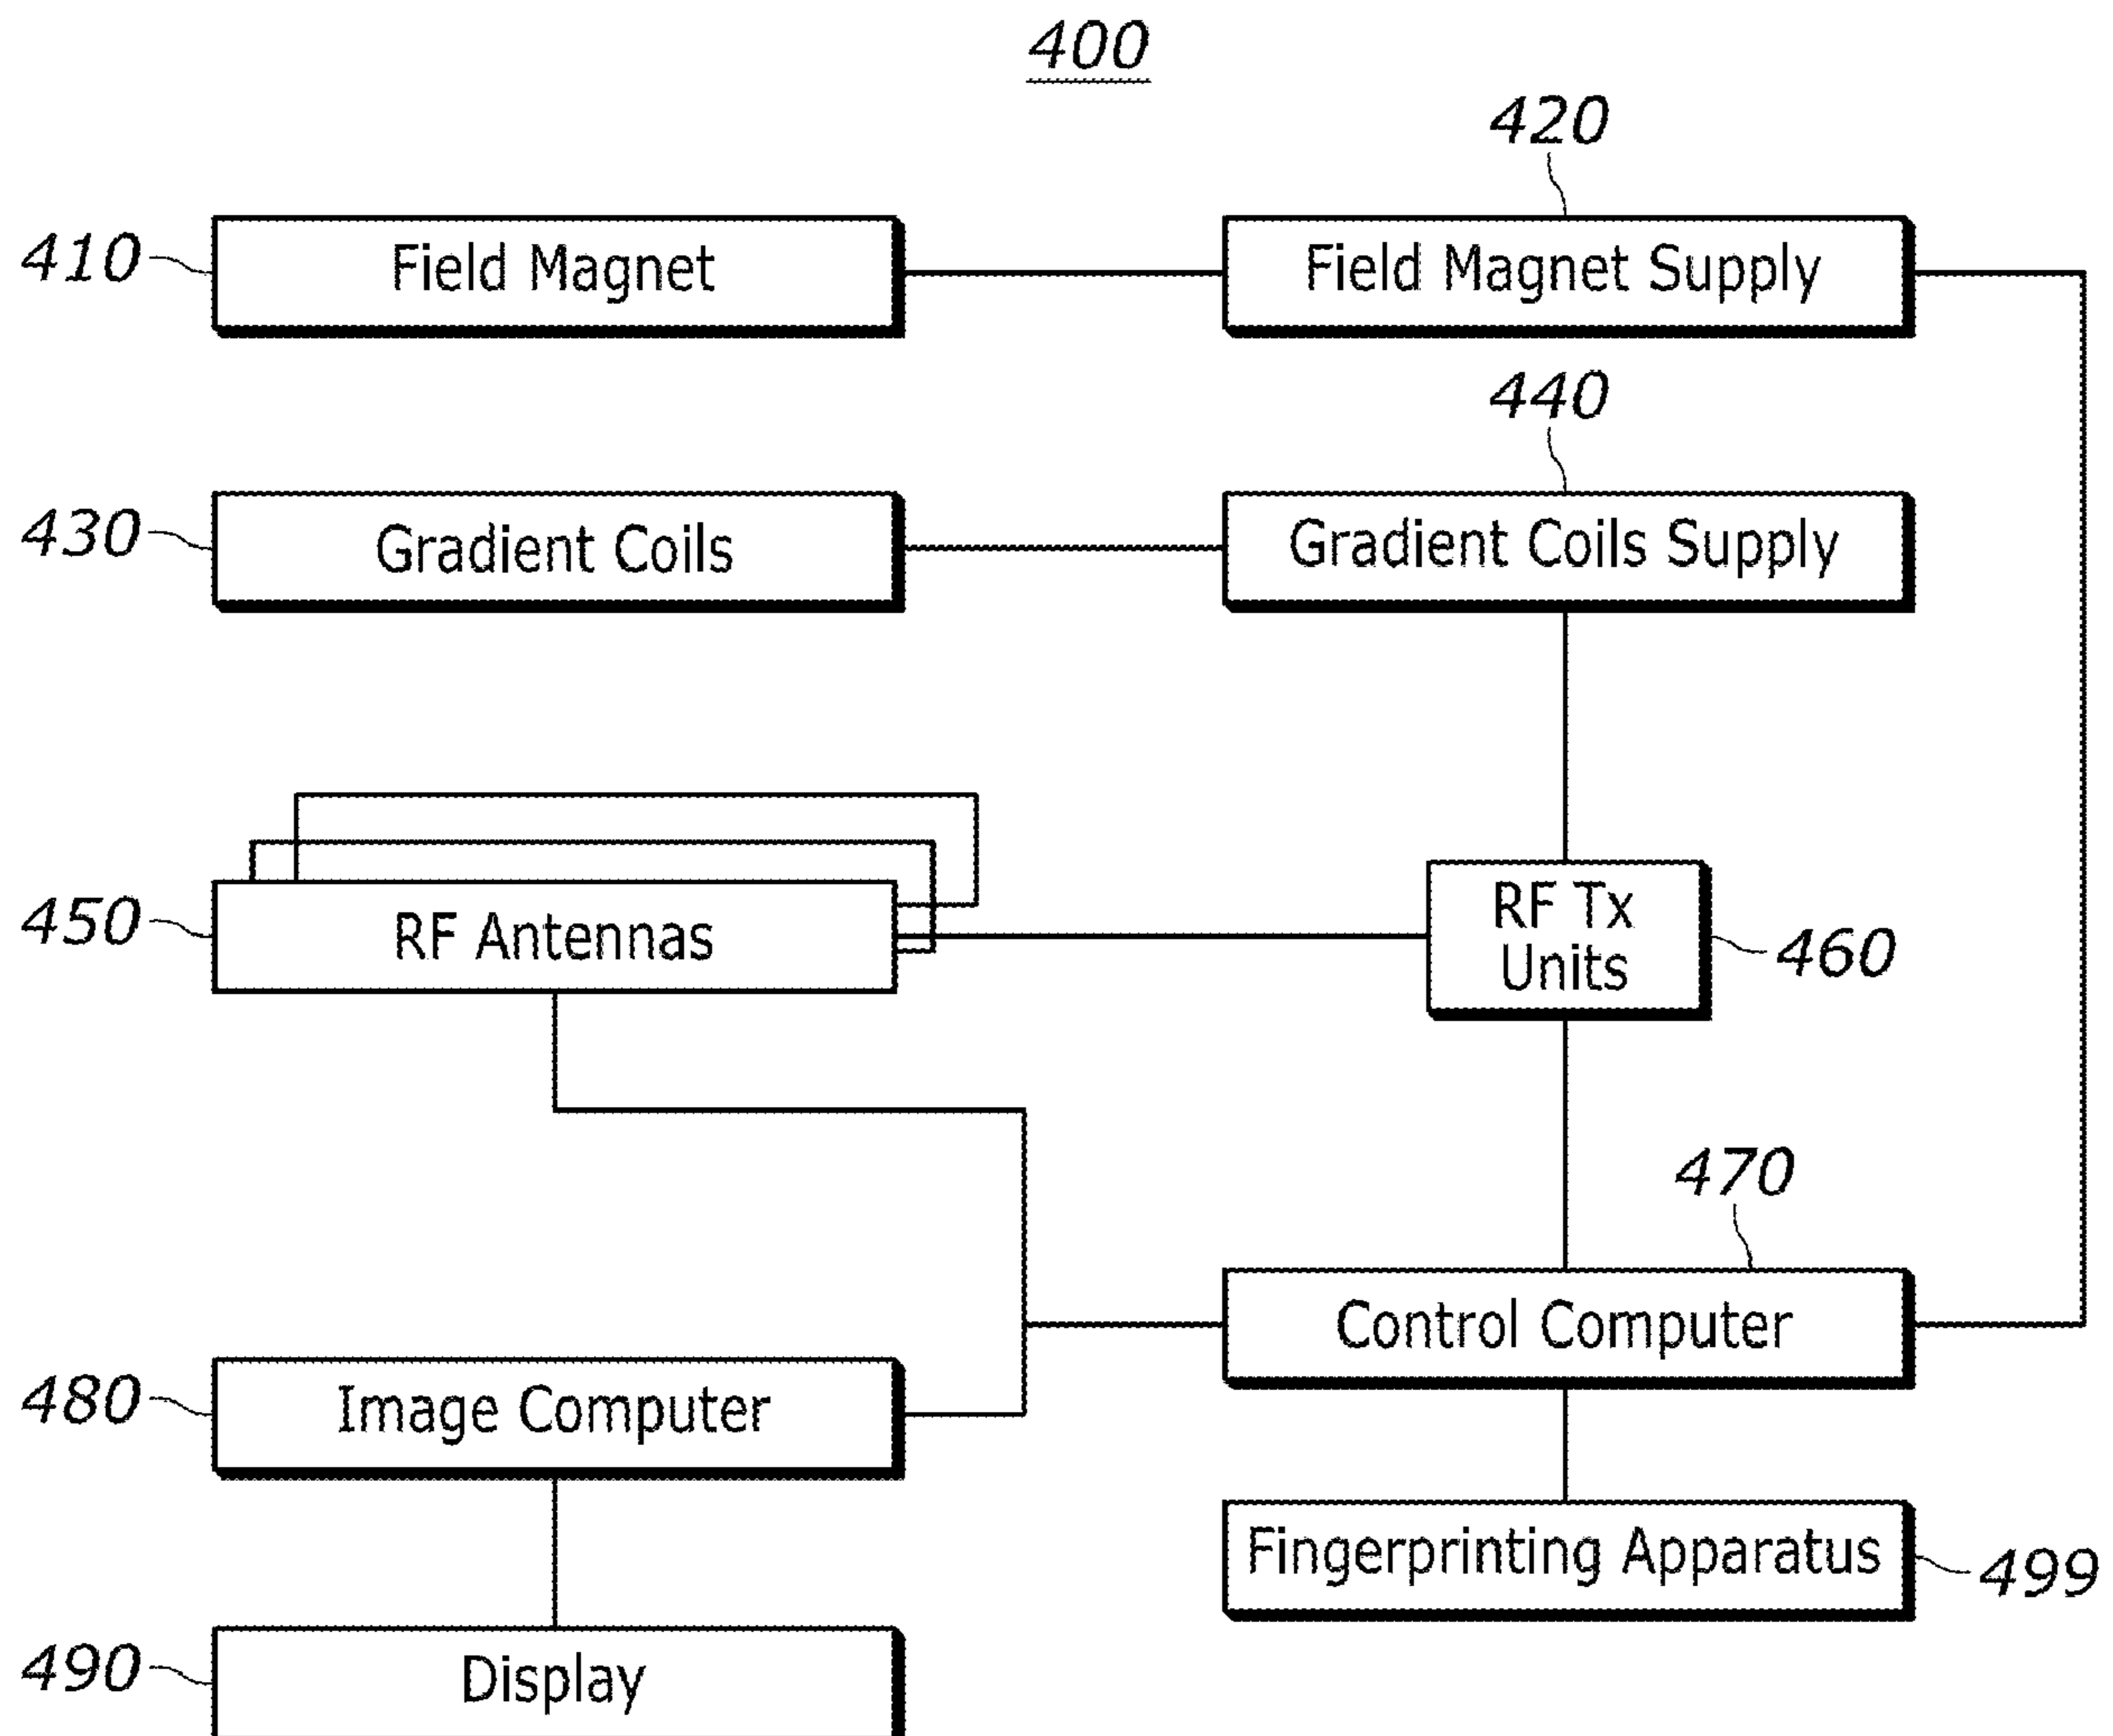 400
420
410
Field Magnet
Field Magnet Supply
440
430
Gradient Coils
Gradient Coils Supply
450
RF Antennas
RF Tx
Units
460
470
Control Computer
480
Image Computer
Fingerprinting Apparatus
499
490
Display